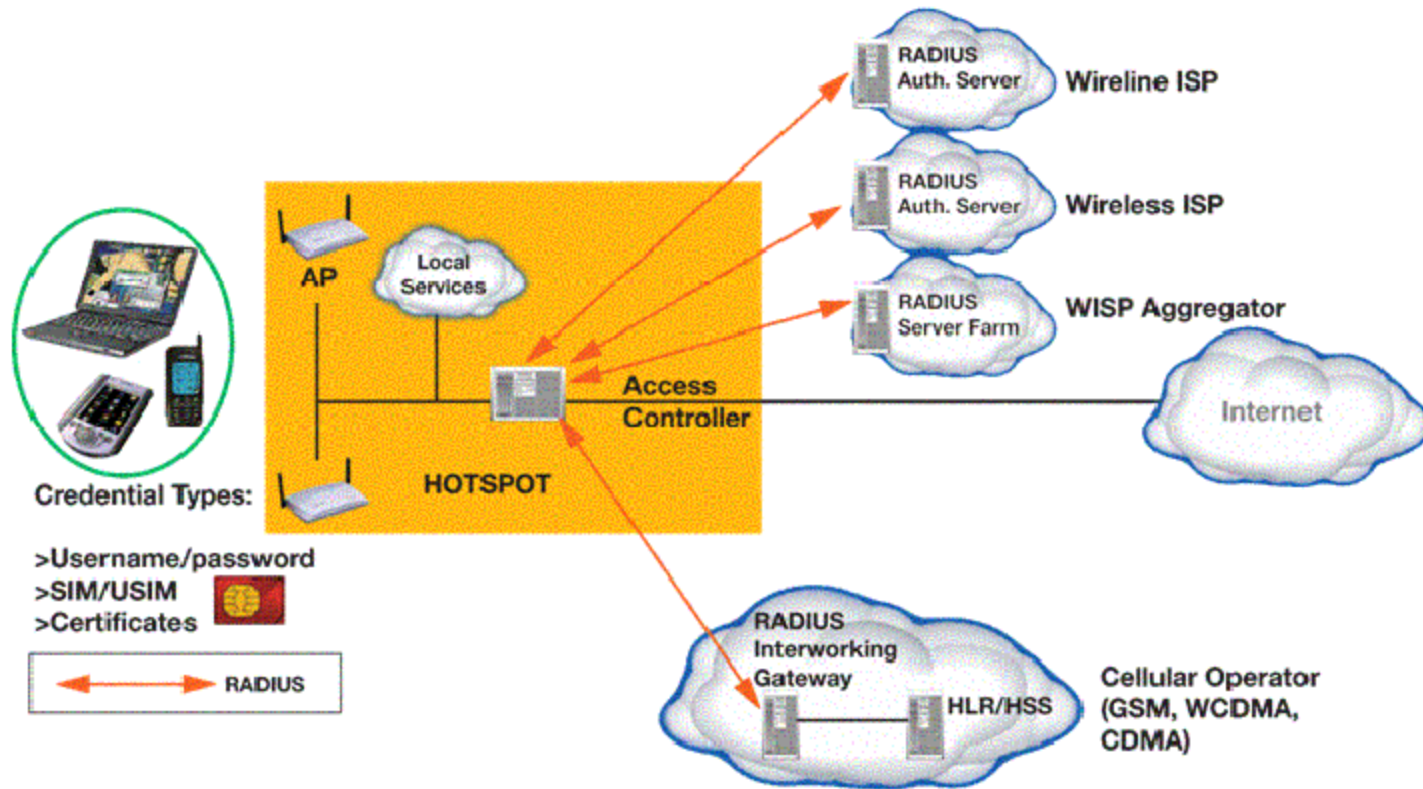 RADIUS
Auth. Server
Wireline ISP
RADIUS
Auth. Server
Wireless ISP
RADIUS
Server Farm
WISP Aggregator
AP
Local
Services
Access
Controller
Internet
HOTSPOT
Credential Types:
>Username/password
>SIM/USIM
>Certificates
RADIUS
RADIUS
Interworking
Gateway
HLR/HSS
Cellular Operator
(GSM, WCDMA,
CDMA)